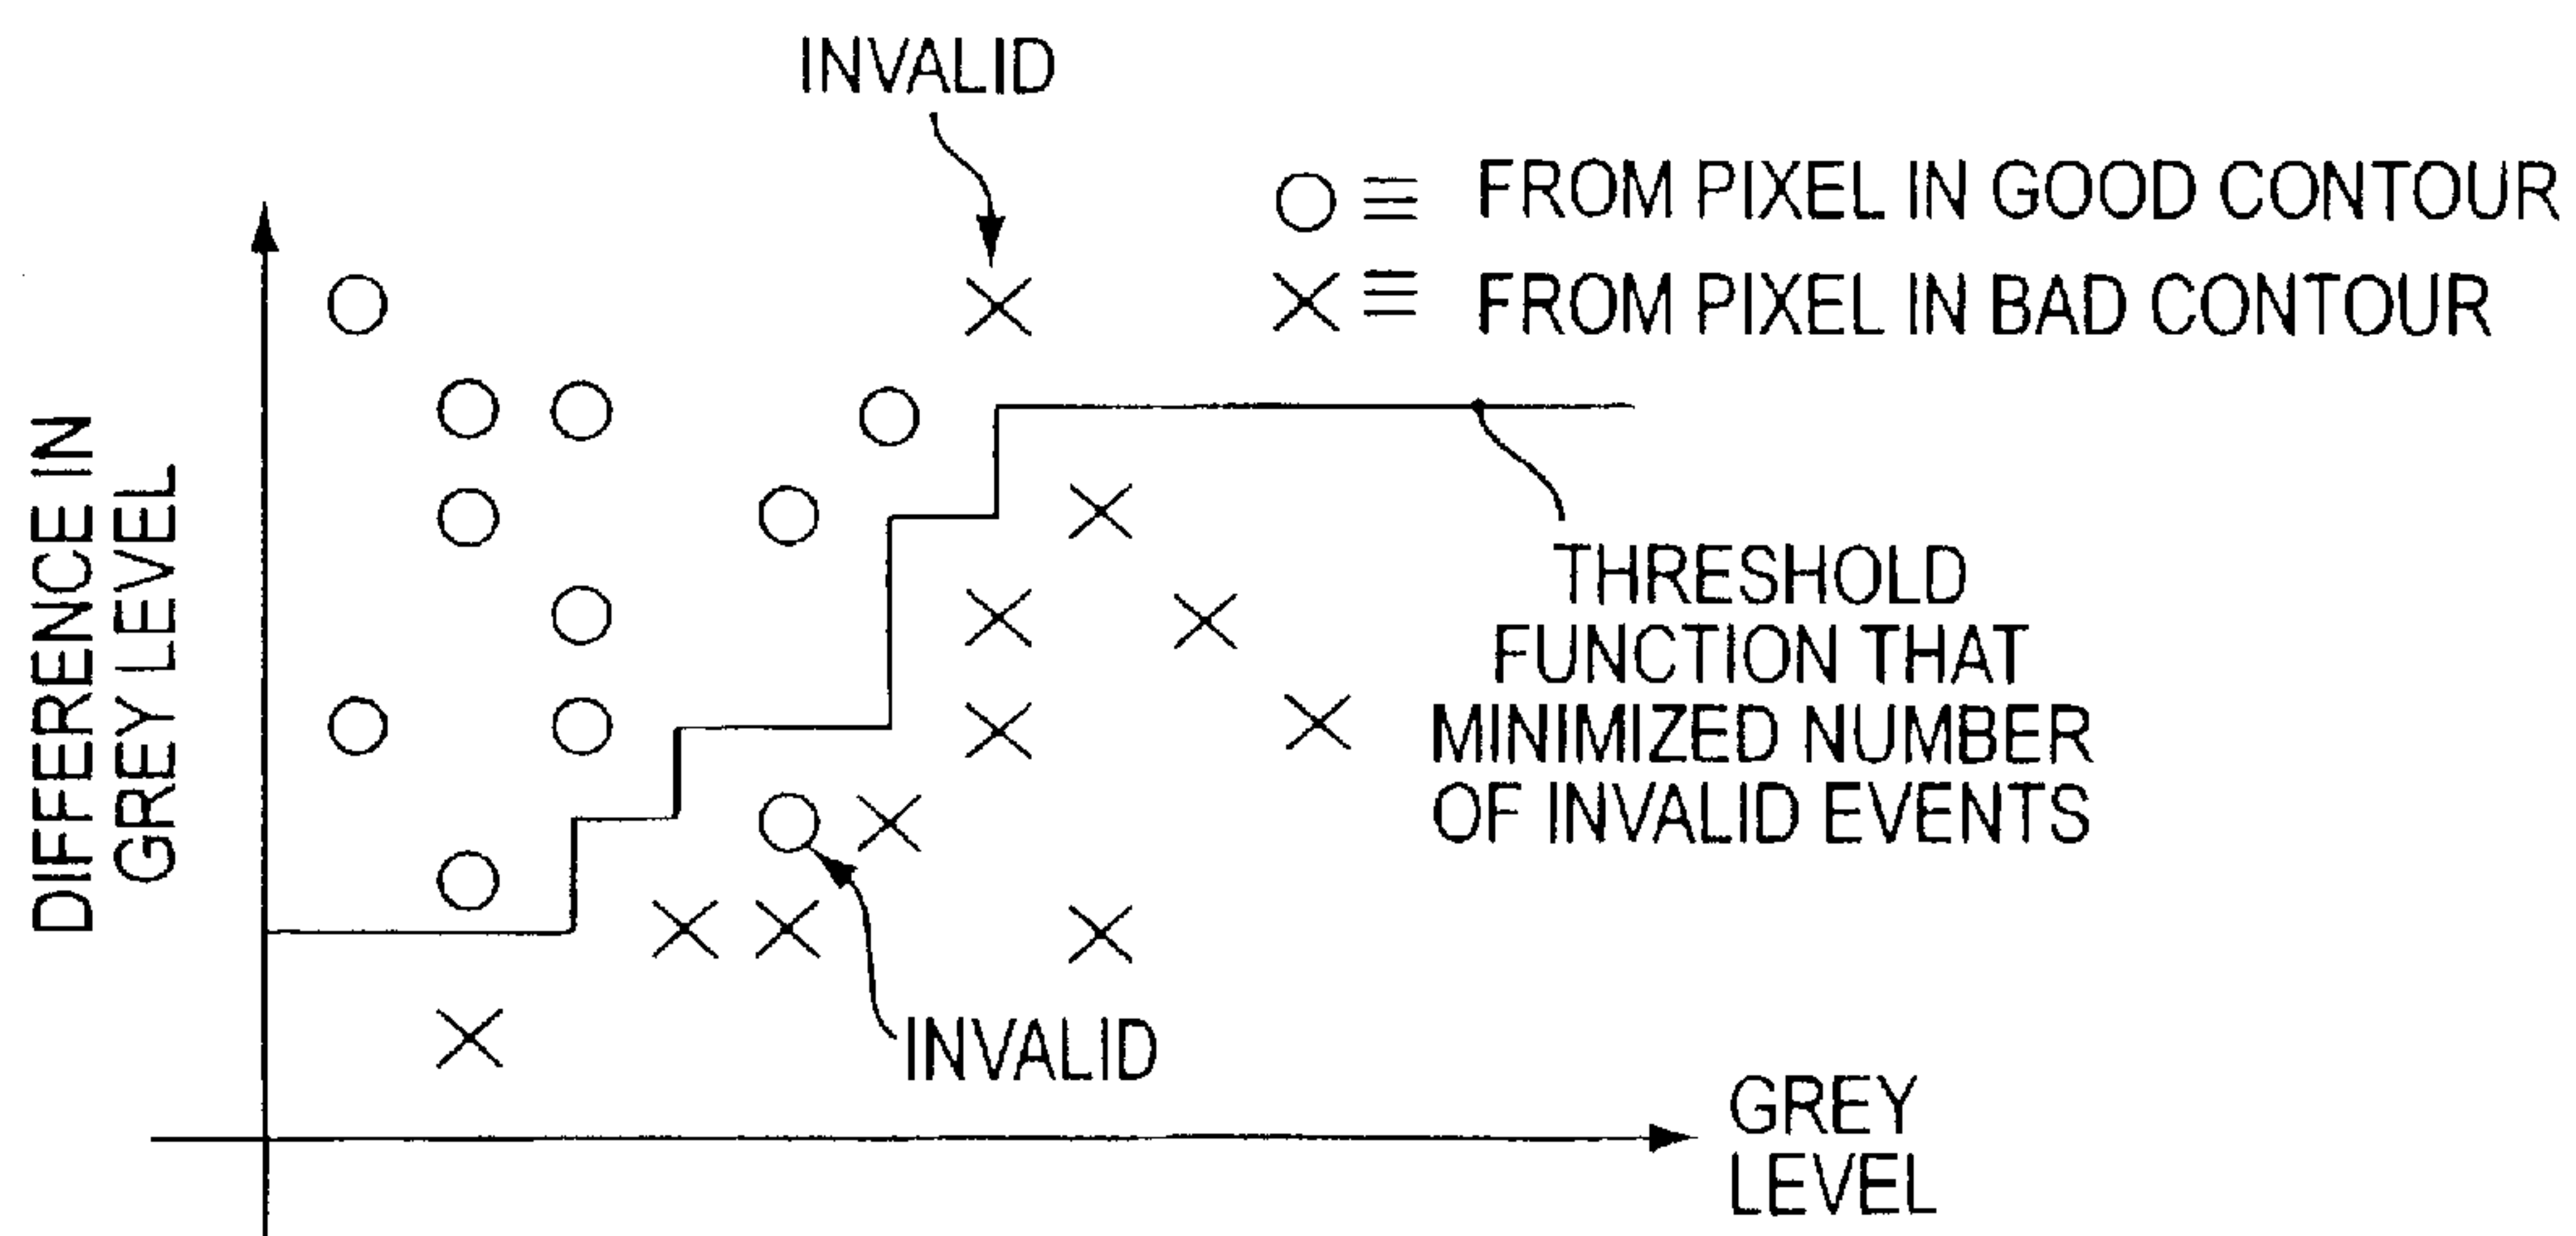 INVALID
○ ≡ FROM PIXEL IN GOOD CONTOUR
× ≡ FROM PIXEL IN BAD CONTOUR
DIFFERENCE IN
GREY LEVEL
THRESHOLD
FUNCTION THAT
MINIMIZED NUMBER
OF INVALID EVENTS
INVALID
GREY
LEVEL